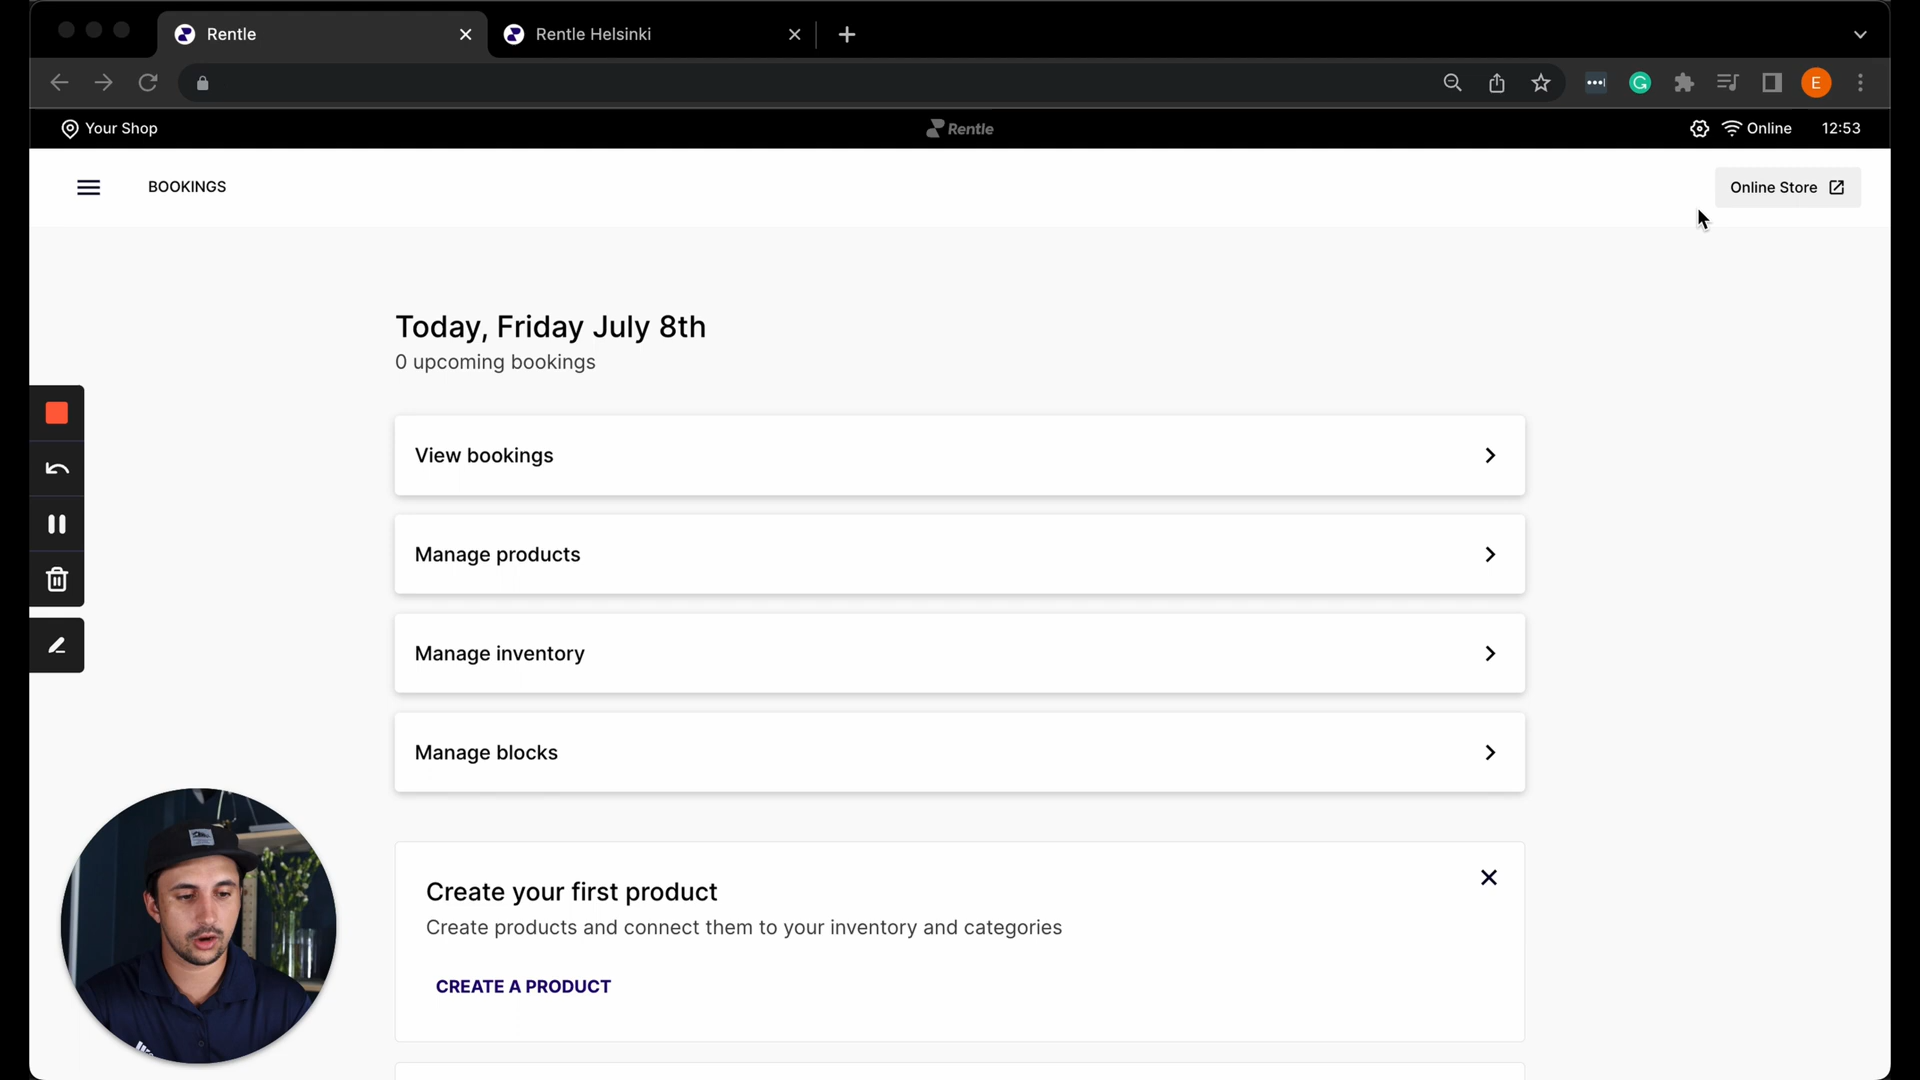 Rentle
Rentle Helsinki
E
Your Shop
Rentle
Online
12:53
BOOKINGS
Online Store
Today, Friday July 8th
0 upcoming bookings
View bookings
Manage products
Manage inventory
Manage blocks
Create your first product
Create products and connect them to your inventory and categories
CREATE A PRODUCT